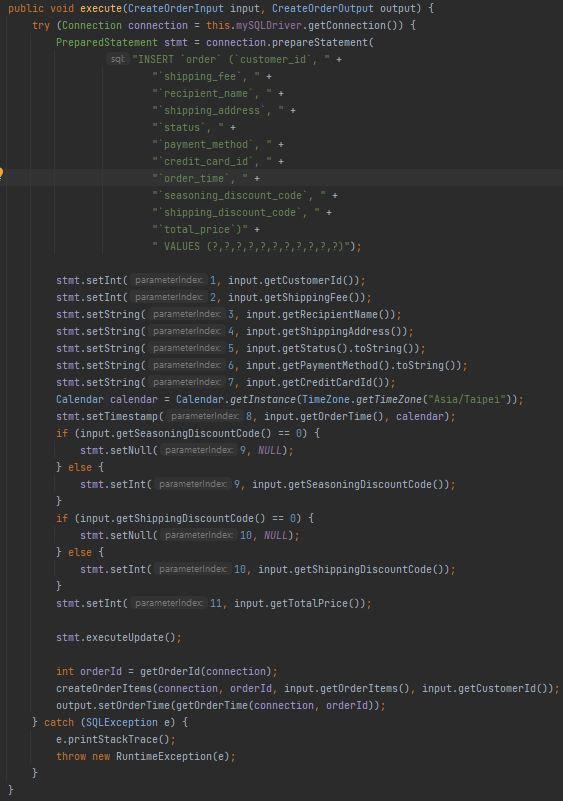 public void execute(CreateOrderInput input, CreateOrderOutput output) {
    try (Connection connection = this.mySQLDriver.getConnection()) {
        PreparedStatement stmt = connection.prepareStatement(
                sql: "INSERT `order` (`customer_id`, " +
                        "`shipping_fee`, " +
                        "`recipient_name`, " +
                        "`shipping_address`, " +
                        "`status`, " +
                        "`payment_method`, " +
                        "`credit_card_id`, " +
                        "`order_time`, " +
                        "`seasoning_discount_code`, " +
                        "`shipping_discount_code`, " +
                        "`total_price`)" +
                        " VALUES (?,?,?,?,?,?,?,?,?,?,?)");

        stmt.setInt( parameterIndex: 1, input.getCustomerId());
        stmt.setInt( parameterIndex: 2, input.getShippingFee());
        stmt.setString( parameterIndex: 3, input.getRecipientName());
        stmt.setString( parameterIndex: 4, input.getShippingAddress());
        stmt.setString( parameterIndex: 5, input.getStatus().toString());
        stmt.setString( parameterIndex: 6, input.getPaymentMethod().toString());
        stmt.setString( parameterIndex: 7, input.getCreditCardId());
        Calendar calendar = Calendar.getInstance(TimeZone.getTimeZone("Asia/Taipei"));
        stmt.setTimestamp( parameterIndex: 8, input.getOrderTime(), calendar);
        if (input.getSeasoningDiscountCode() == 0) {
            stmt.setNull( parameterIndex: 9, NULL);
        } else {
            stmt.setInt( parameterIndex: 9, input.getSeasoningDiscountCode());
        }
        if (input.getShippingDiscountCode() == 0) {
            stmt.setNull( parameterIndex: 10, NULL);
        } else {
            stmt.setInt( parameterIndex: 10, input.getShippingDiscountCode());
        }
        stmt.setInt( parameterIndex: 11, input.getTotalPrice());

        stmt.executeUpdate();

        int orderId = getOrderId(connection);
        createOrderItems(connection, orderId, input.getOrderItems(), input.getCustomerId());
        output.setOrderTime(getOrderTime(connection, orderId));
    } catch (SQLException e) {
        e.printStackTrace();
        throw new RuntimeException(e);
    }
}